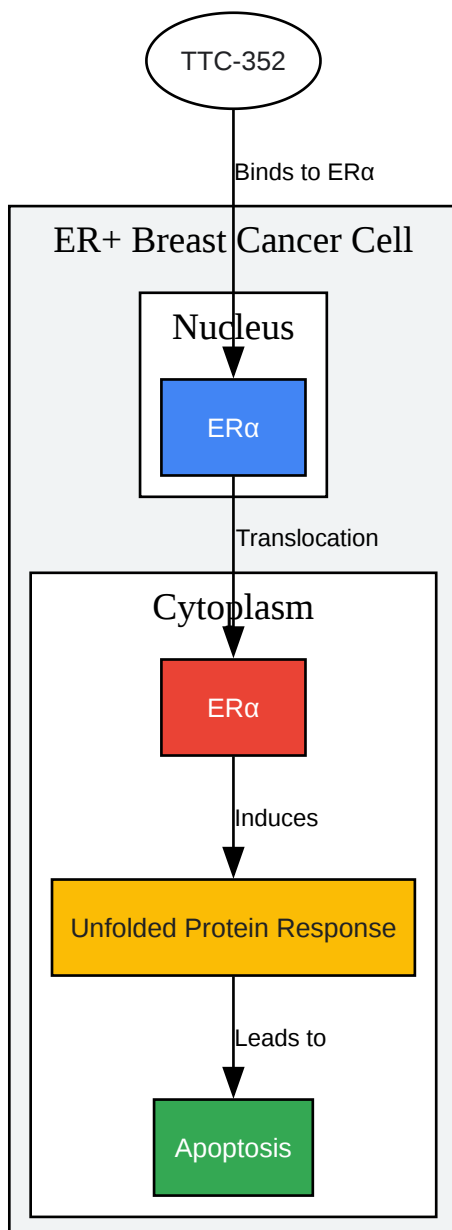 TTC-352
Binds to ERα
ER+ Breast Cancer Cell
Nucleus
ERα
Translocation
Cytoplasm
ERα
Induces
Unfolded Protein Response
Leads to
Apoptosis